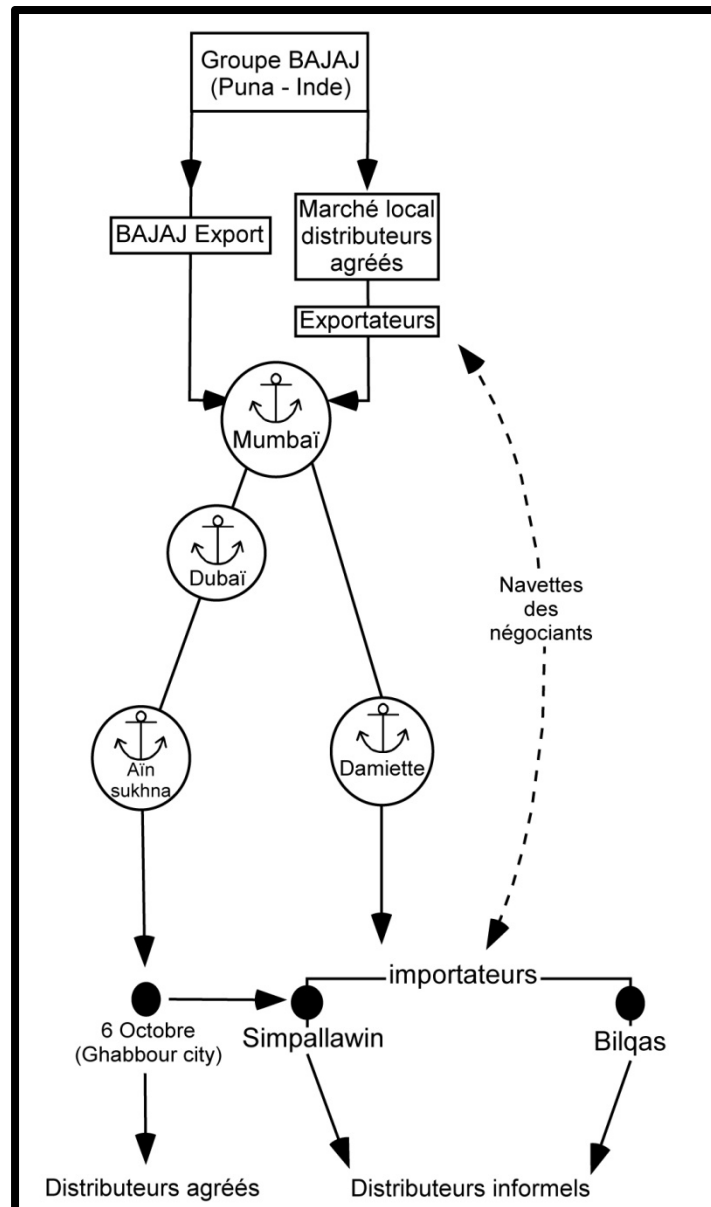 Groupe BAJAJ
(Puna - Inde)
BAJAJ Export
Marché local
distributeurs
agréés
Exportateurs
Mumbaï
Dubaï
Navettes
des
négociants
Aïn
sukhna
Damiette
importateurs
6 Octobre
(Ghabbour city)
Simpallawin
Bilqas
Distributeurs agréés
Distributeurs informels